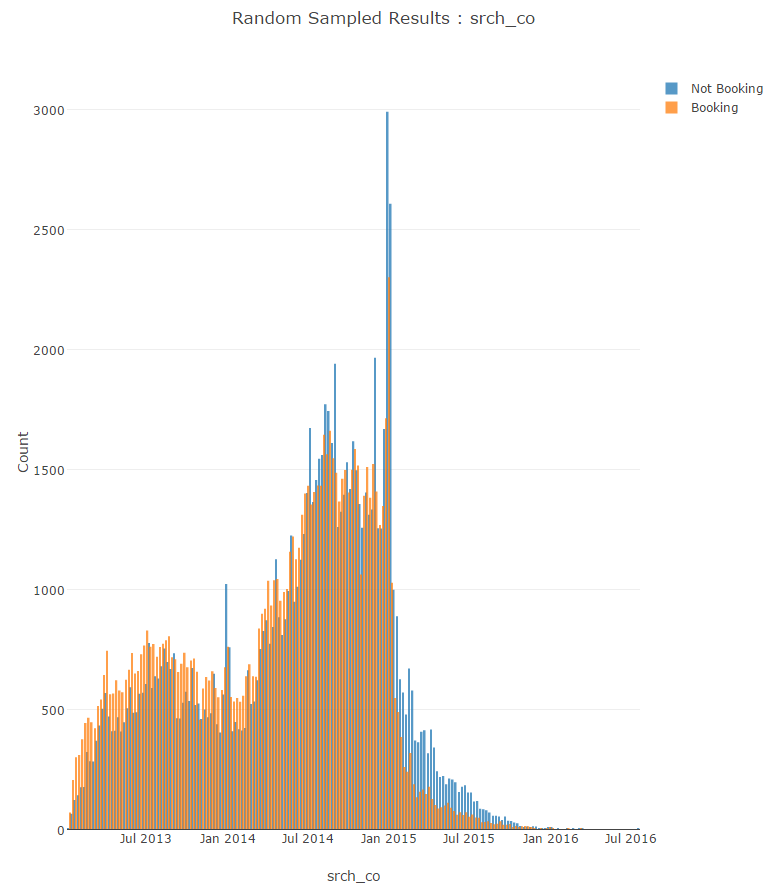 Random Sampled Results : srch_co
Not Booking
Booking
3000
2500
2000
1500
1000
500
0
Count
Jul 2013 Jan 2014 Jul 2014 Jan 2015 Jul 2015 Jan 2016 Jul 2016
srch_co